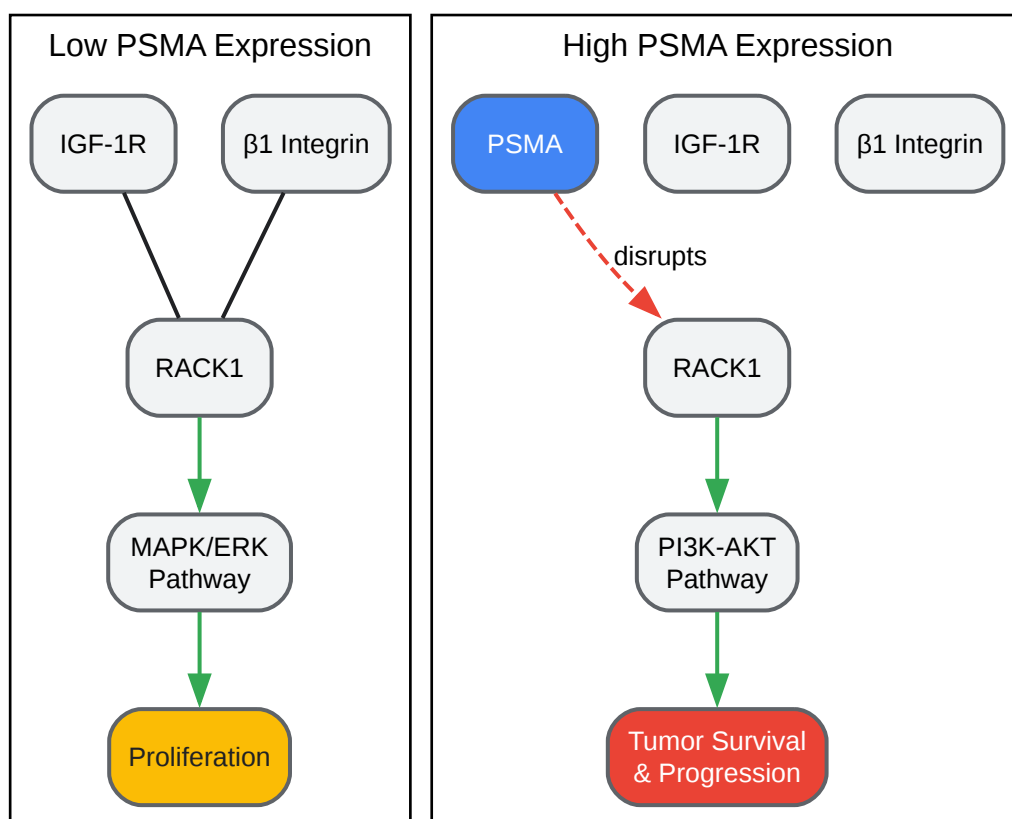 Low PSMA Expression
IGF-1R
β1 Integrin
RACK1
MAPK/ERK
Pathway
Proliferation
High PSMA Expression
PSMA
IGF-1R
β1 Integrin
disrupts
RACK1
PI3K-AKT
Pathway
Tumor Survival
& Progression